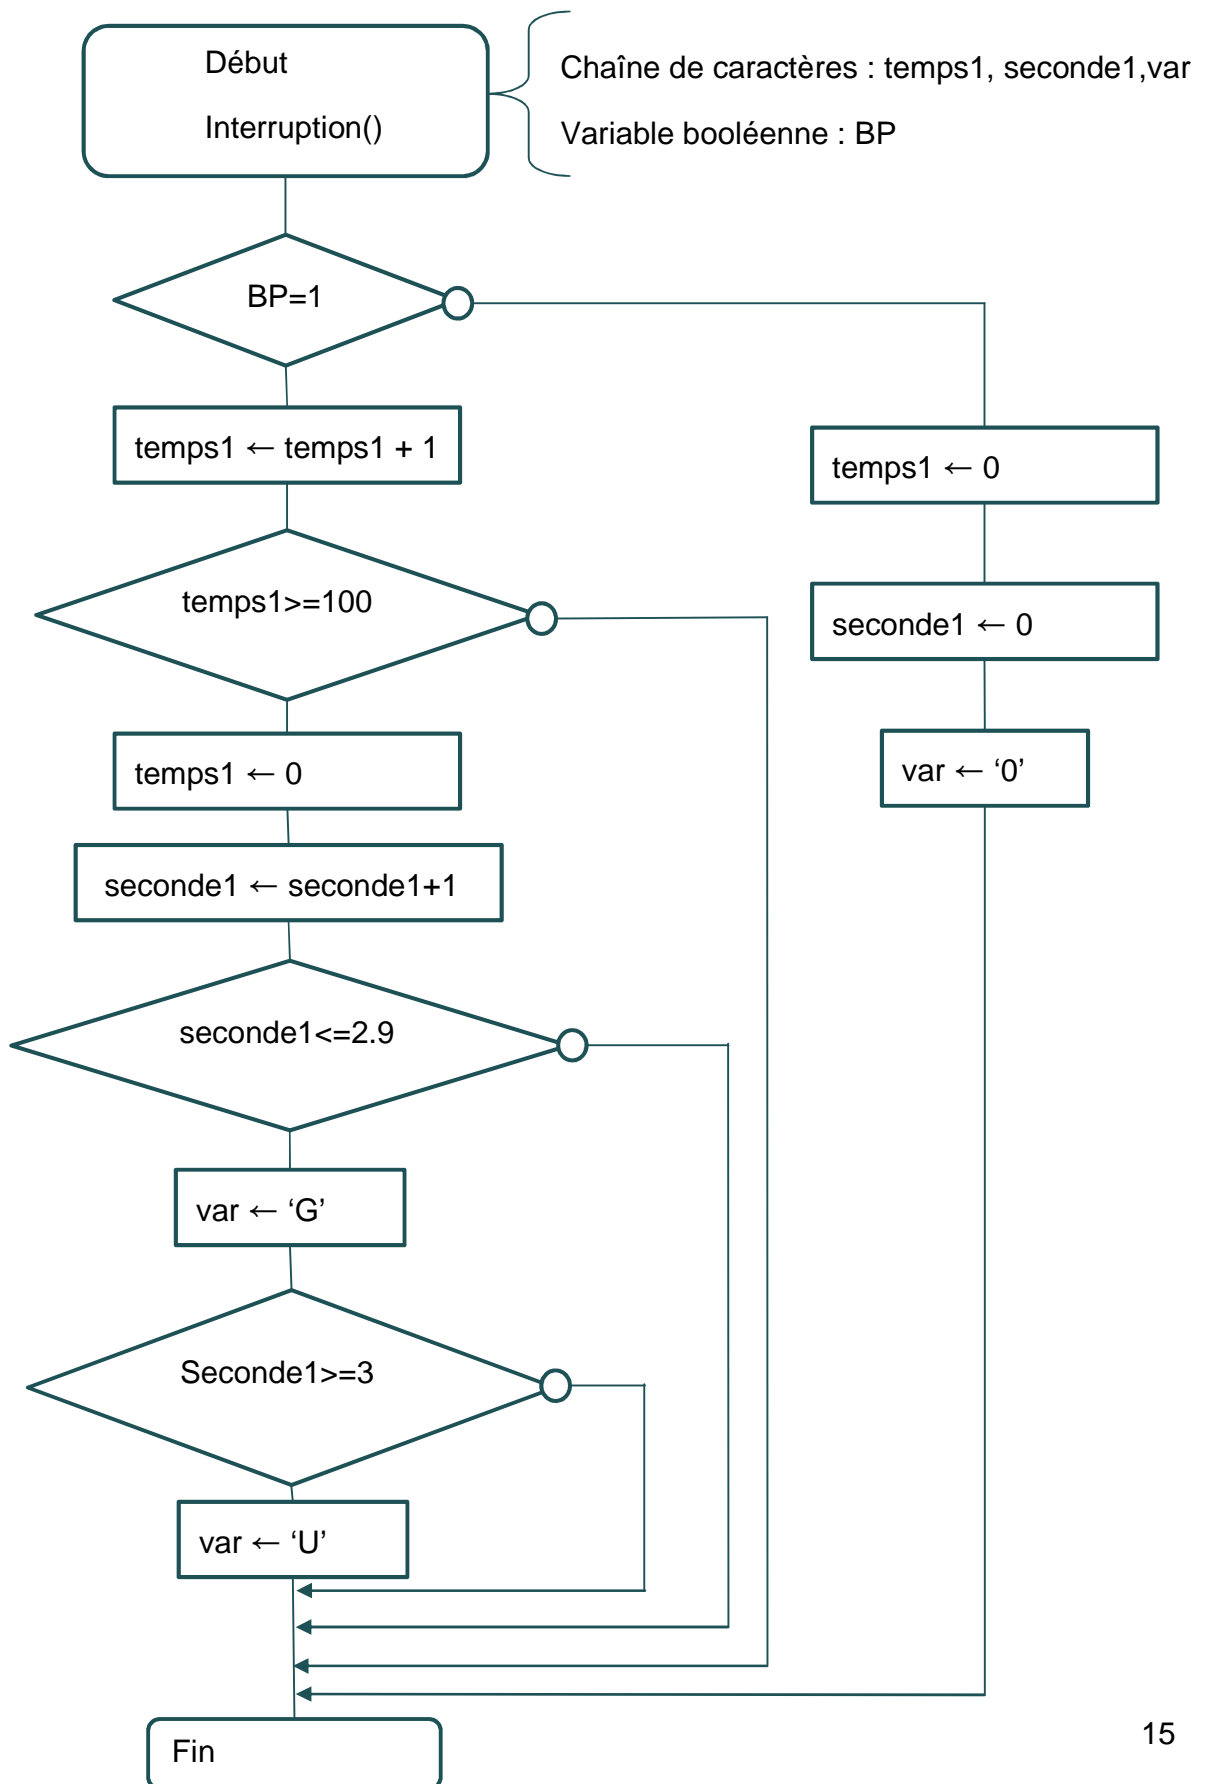 Début
Interruption()
Chaîne de caractères : temps1, seconde1,var
Variable booléenne : BP
BP=1
temps1 ← temps1 + 1
temps1 ← 0
temps1>=100
seconde1 ← 0
temps1 ← 0
var ← ‘0’
seconde1 ← seconde1+1
seconde1<=2.9
var ← ‘G’
Seconde1>=3
var ← ‘U’
Fin
15